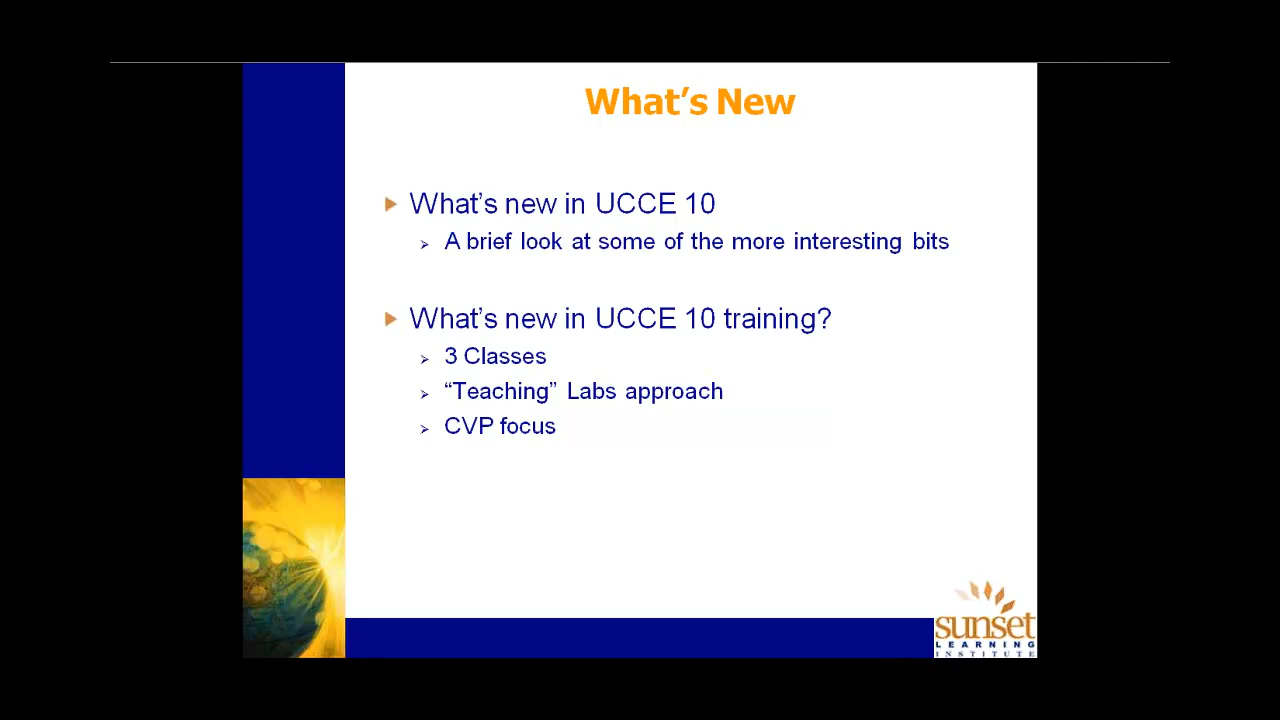 What's New
What's new in UCCE 10
A brief look at some of the more interesting bits
What's new in UCCE 10 training?
3 Classes
“Teaching” Labs approach
CVP focus
sunset
LEARNING
INSTITUTE